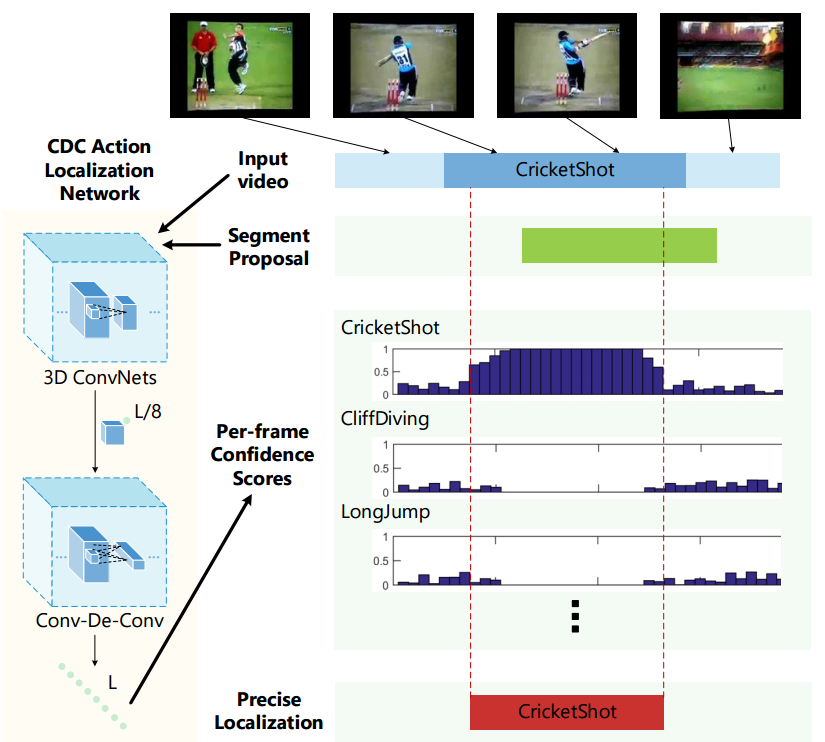 CDC Action
Localization
Network
Input
video
CricketShot
Segment
Proposal
3D ConvNets
L/8
Conv-De-Conv
L
Per-frame
Confidence
Scores
CricketShot
1
0.5
0
CliffDiving
1
0.5
0
LongJump
1
0.5
0
Precise
Localization
CricketShot